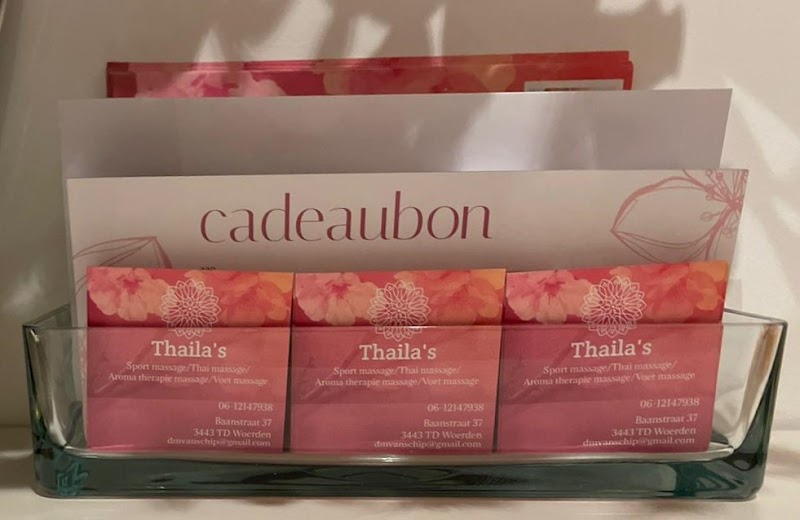 cadeaubon
Thaila's
Sport massage/Thai massage/
Aroma therapie massage/Voet massage
06-12147938
Baanstraat 37
3443 TD Woerden
dmvanschip@gmail.com
Thaila's
Sport massage/Thai massage/
Aroma therapie massage/Voet massage
06-12147938
Baanstraat 37
3443 TD Woerden
dmvanschip@gmail.com
Thaila's
Sport massage/Thai massage/
Aroma therapie massage/Voet massage
06-12147938
Baanstraat 37
3443 TD Woerden
dmvanschip@gmail.com